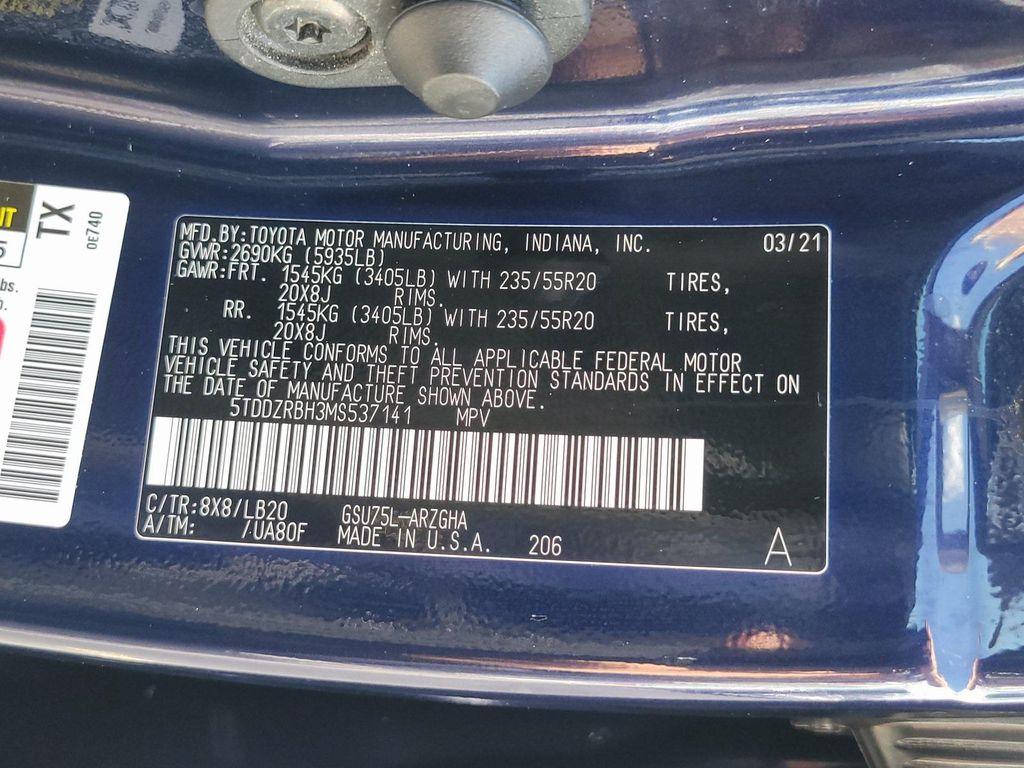 TX
0E740
5
lbs.
MFD.BY:TOYOTA MOTOR MANUFACTURING, INDIANA, INC. 03/21
GVWR:2690KG (5935LB)
GAWR:FRT. 1545KG (3405LB) WITH 235/55R20 TIRES,
20X8J RIMS.
RR. 1545KG (3405LB) WITH 235/55R20 TIRES,
20X8J RIMS.
THIS VEHICLE CONFORMS TO ALL APPLICABLE FEDERAL MOTOR
VEHICLE SAFETY AND THEFT PREVENTION STANDARDS IN EFFECT ON
THE DATE OF MANUFACTURE SHOWN ABOVE.
5TDDZRBH3MS537141 MPV
C/TR:8X8/LB20 GSU75L-ARZGHA
A/TM: /UA80F MADE IN U.S.A. 206 A